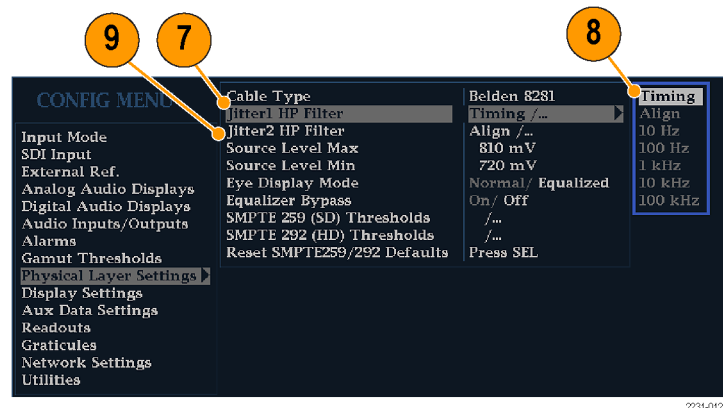 9
7
8
CONFIG MENU
Input Mode
SDI Input
External Ref.
Analog Audio Displays
Digital Audio Displays
Audio Inputs/Outputs
Alarms
Gamut Thresholds
Physical Layer Settings
Display Settings
Aux Data Settings
Readouts
Graticules
Network Settings
Utilities
Cable Type Belden 8281
Jitter1 HP Filter Timing /...
Jitter2 HP Filter Align /...
Source Level Max 810 mV
Source Level Min 720 mV
Eye Display Mode Normal/ Equalized
Equalizer Bypass On/ Off
SMPTE 259 (SD) Thresholds /...
SMPTE 292 (HD) Thresholds /...
Reset SMPTE259/292 Defaults Press SEL
Timing
Align
10 Hz
100 Hz
1 kHz
10 kHz
100 kHz
2231-012